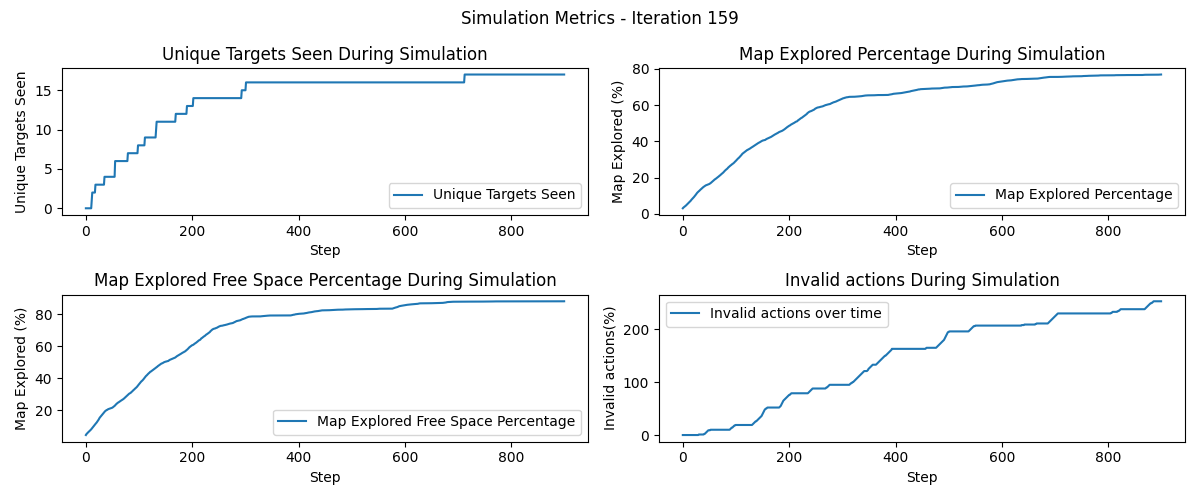 Simulation Metrics - Iteration 159
Unique Targets Seen During Simulation
Unique Targets Seen
15
10
5
0
0 200 400 600 800
Step
Unique Targets Seen
Map Explored Percentage During Simulation
Map Explored (%)
80
60
40
20
0
0 200 400 600 800
Step
Map Explored Percentage
Map Explored Free Space Percentage During Simulation
Map Explored (%)
80
60
40
20
0 200 400 600 800
Step
Map Explored Free Space Percentage
Invalid actions During Simulation
Invalid actions(%)
200
100
0
0 200 400 600 800
Step
Invalid actions over time